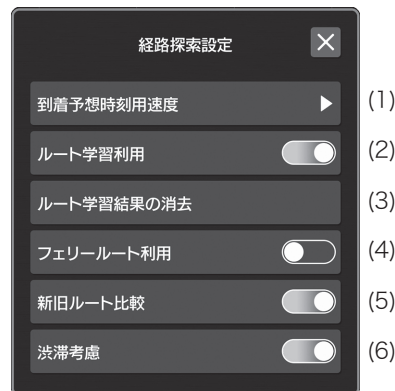 経路探索設定
到着予想時刻用速度 (1)
ルート学習利用 (2)
ルート学習結果の消去 (3)
フェリールート利用 (4)
新旧ルート比較 (5)
渋滞考慮 (6)